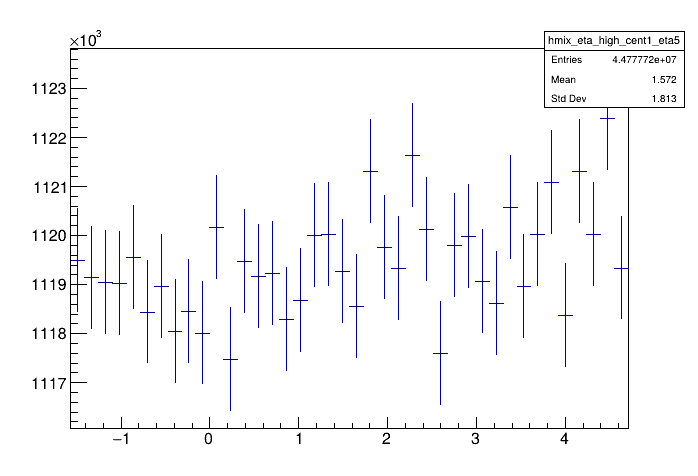 ×10³
hmix_eta_high_cent1_eta5
Entries 4.477772e+07
Mean 1.572
Std Dev 1.813
1123
1122
1121
1120
1119
1118
1117
−1 0 1 2 3 4